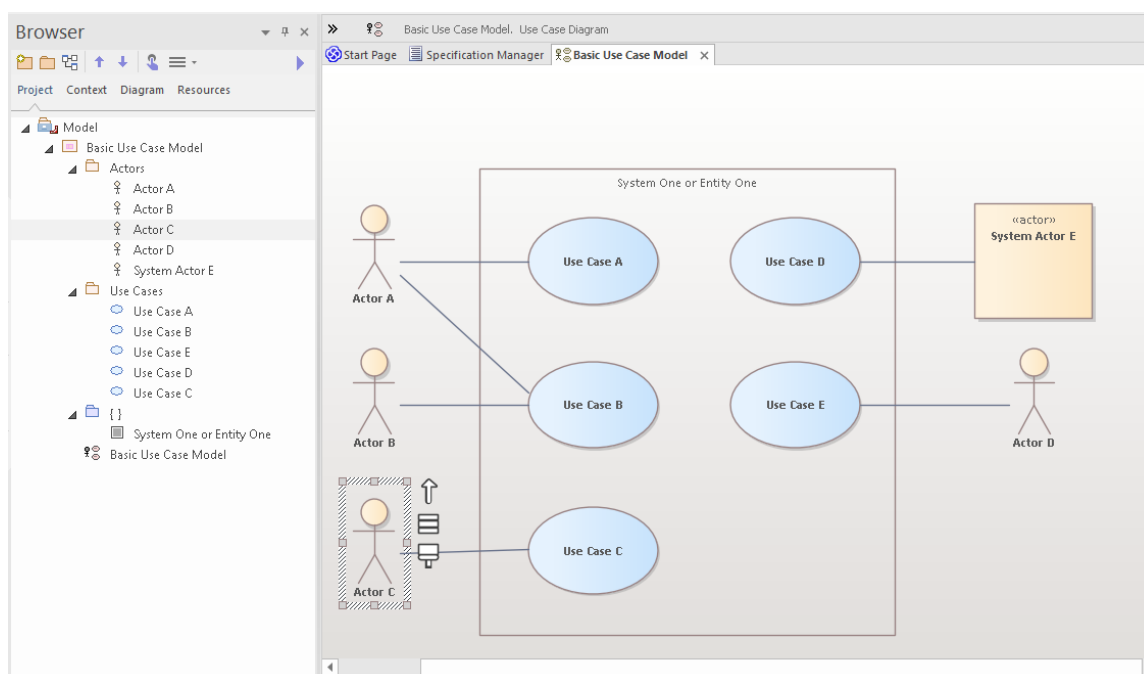 Browser
Project Context Diagram Resources
Model
Basic Use Case Model
Actors
Actor A
Actor B
Actor C
Actor D
System Actor E
Use Cases
Use Case A
Use Case B
Use Case E
Use Case D
Use Case C
{ }
System One or Entity One
Basic Use Case Model
Basic Use Case Model. Use Case Diagram
Start Page Specification Manager Basic Use Case Model
System One or Entity One
«actor»
System Actor E
Use Case A
Use Case D
Actor A
Use Case B
Use Case E
Actor B
Actor D
Use Case C
Actor C